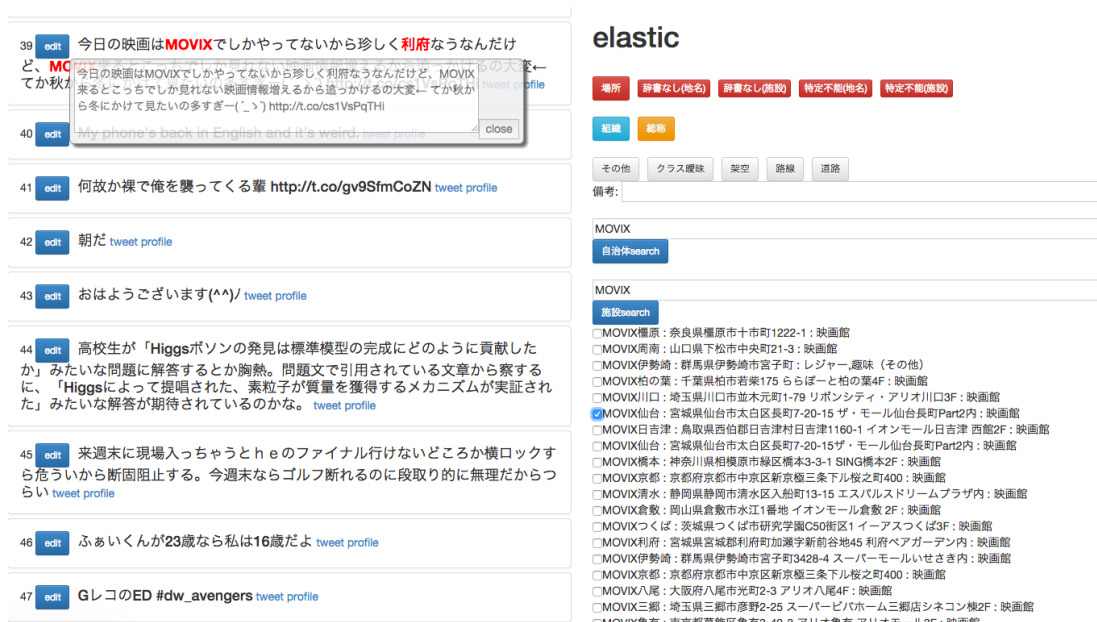 39 edit 今日の映画はMOVIXでしかやってないから珍しく利府なうなんだけ
ど、MOVIX来るとこっちでしか見れない映画情報増えるから追っかけるの大変←
てか秋か
tweet profile
今日の映画はMOVIXでしかやってないから珍しく利府なうなんだけど、MOVIX
来るとこっちでしか見れない映画情報増えるから追っかけるの大変← てか秋か
ら冬にかけて見たいの多すぎー( ´_ゝ`) http://t.co/cs1VsPqTHi
close
40 edit My phone's back in English and it's weird. tweet profile
41 edit 何故か裸で俺を襲ってくる輩 http://t.co/gv9SfmCoZN tweet profile
42 edit 朝だ tweet profile
43 edit おはようございます(^^)ﾉ tweet profile
44 edit 高校生が「Higgsボソンの発見は標準模型の完成にどのように貢献した
か」みたいな問題に解答するとか胸熱。問題文で引用されている文章から察する
に、「Higgsによって提唱された、素粒子が質量を獲得するメカニズムが実証され
た」みたいな解答が期待されているのかな。 tweet profile
45 edit 来週末に現場入っちゃうとｈｅのファイナル行けないどころか横ロックす
ら危ういから断固阻止する。今週末ならゴルフ断れるのに段取り的に無理だからつ
らい tweet profile
46 edit ふぁいくんが23歳なら私は16歳だよ tweet profile
47 edit GレコのED #dw_avengers tweet profile
elastic
場所 辞書なし(地名) 辞書なし(施設) 特定不能(地名) 特定不能(施設)
組織 総称
その他 クラス曖昧 架空 路線 道路
備考:
MOVIX
自治体search
MOVIX
施設search
MOVIX橿原 : 奈良県橿原市十市町1222-1 : 映画館
MOVIX周南 : 山口県下松市中央町21-3 : 映画館
MOVIX伊勢崎 : 群馬県伊勢崎市宮子町 : レジャー,趣味（その他）
MOVIX柏の葉 : 千葉県柏市若柴175 ららぽーと柏の葉4F : 映画館
MOVIX川口 : 埼玉県川口市並木元町1-79 リボンシティ・アリオ川口3F : 映画館
MOVIX仙台 : 宮城県仙台市太白区長町7-20-15 ザ・モール仙台長町Part2内 : 映画館
MOVIX日吉津 : 鳥取県西伯郡日吉津村日吉津1160-1 イオンモール日吉津 西館2F : 映画館
MOVIX仙台 : 宮城県仙台市太白区長町7-20-15ザ・モール仙台長町Part2内 : 映画館
MOVIX橋本 : 神奈川県相模原市緑区橋本3-3-1 SING橋本2F : 映画館
MOVIX京都 : 京都府京都市中京区新京極三条下ル桜之町400 : 映画館
MOVIX清水 : 静岡県静岡市清水区入船町13-15 エスパルスドリームプラザ内 : 映画館
MOVIX倉敷 : 岡山県倉敷市水江1番地 イオンモール倉敷 2F : 映画館
MOVIXつくば : 茨城県つくば市研究学園C50街区1 イーアスつくば3F : 映画館
MOVIX利府 : 宮城県宮城郡利府町加瀬字新前谷地45 利府ペアガーデン内 : 映画館
MOVIX伊勢崎 : 群馬県伊勢崎市宮子町3428-4 スーパーモールいせさき内 : 映画館
MOVIX京都 : 京都府京都市中京区新京極三条下ル桜之町400 : 映画館
MOVIX八尾 : 大阪府八尾市光町2-3 アリオ八尾4F : 映画館
MOVIX三郷 : 埼玉県三郷市彦野2-25 スーパービバホーム三郷店シネコン棟2F : 映画館